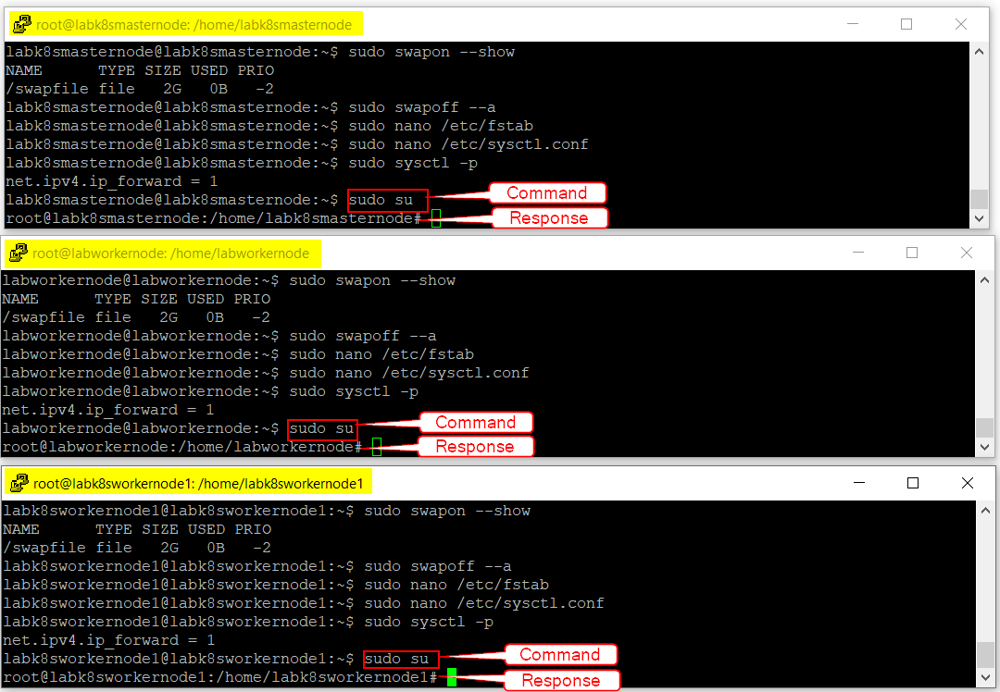 root@labk8smasternode: /home/labk8smasternode
labk8smasternode@labk8smasternode:~$ sudo swapon --show
NAME      TYPE SIZE USED PRIO
/swapfile file   2G   0B   -2
labk8smasternode@labk8smasternode:~$ sudo swapoff --a
labk8smasternode@labk8smasternode:~$ sudo nano /etc/fstab
labk8smasternode@labk8smasternode:~$ sudo nano /etc/sysctl.conf
labk8smasternode@labk8smasternode:~$ sudo sysctl -p
net.ipv4.ip_forward = 1
labk8smasternode@labk8smasternode:~$ sudo su Command
root@labk8smasternode:/home/labk8smasternode# Response
root@labworkernode: /home/labworkernode
labworkernode@labworkernode:~$ sudo swapon --show
NAME      TYPE SIZE USED PRIO
/swapfile file   2G   0B   -2
labworkernode@labworkernode:~$ sudo swapoff --a
labworkernode@labworkernode:~$ sudo nano /etc/fstab
labworkernode@labworkernode:~$ sudo nano /etc/sysctl.conf
labworkernode@labworkernode:~$ sudo sysctl -p
net.ipv4.ip_forward = 1
labworkernode@labworkernode:~$ sudo su Command
root@labworkernode:/home/labworkernode# Response
root@labk8sworkernode1: /home/labk8sworkernode1
labk8sworkernode1@labk8sworkernode1:~$ sudo swapon --show
NAME      TYPE SIZE USED PRIO
/swapfile file   2G   0B   -2
labk8sworkernode1@labk8sworkernode1:~$ sudo swapoff --a
labk8sworkernode1@labk8sworkernode1:~$ sudo nano /etc/fstab
labk8sworkernode1@labk8sworkernode1:~$ sudo nano /etc/sysctl.conf
labk8sworkernode1@labk8sworkernode1:~$ sudo sysctl -p
net.ipv4.ip_forward = 1
labk8sworkernode1@labk8sworkernode1:~$ sudo su Command
root@labk8sworkernode1:/home/labk8sworkernode1# Response